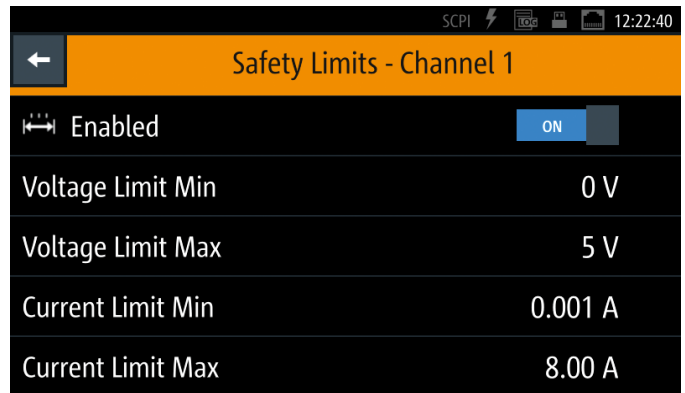 SCPI LOG 12:22:40
Safety Limits - Channel 1
Enabled ON
Voltage Limit Min 0 V
Voltage Limit Max 5 V
Current Limit Min 0.001 A
Current Limit Max 8.00 A